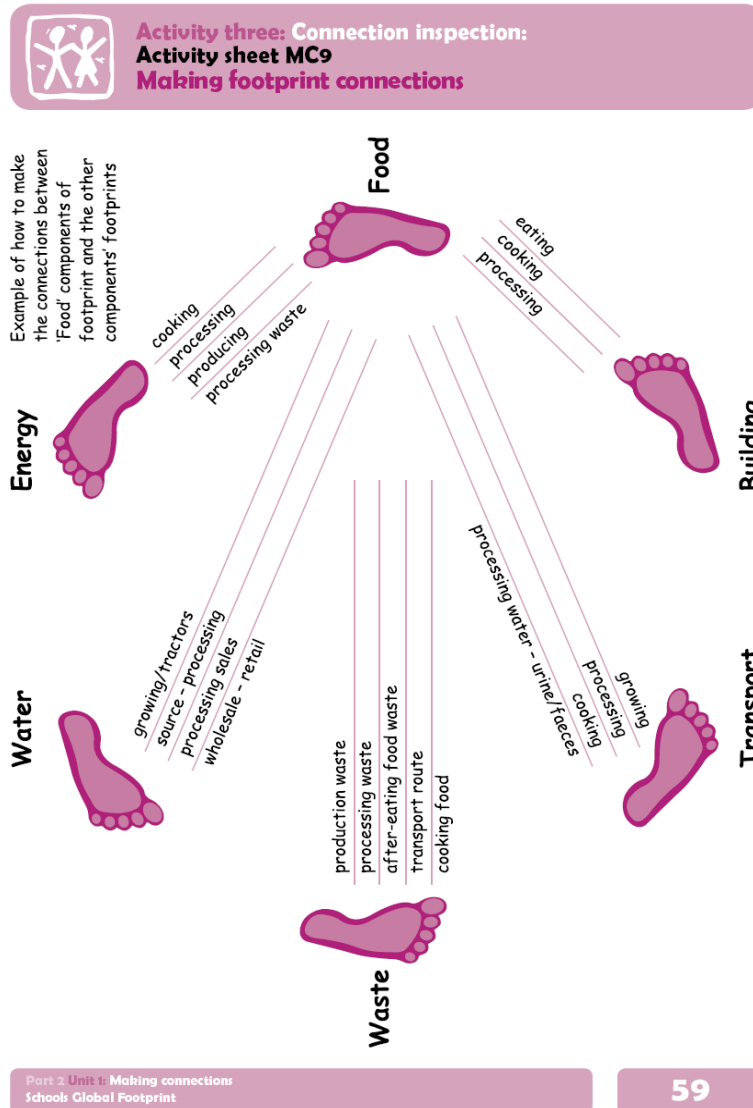 Activity three: Connection inspection:
Activity sheet MC9
Making footprint connections
Example of how to make
the connections between
'Food' components of
footprint and the other
components' footprints
Food
eating
cooking
processing
cooking
processing
producing
processing waste
Energy
Building
growing/tractors
source - processing
processing sales
wholesale - retail
Water
processing water - urine/faeces
cooking
processing
growing
Transport
production waste
processing waste
after-eating food waste
transport route
cooking food
Waste
Part 2 Unit 1: Making connections
Schools Global Footprint
59